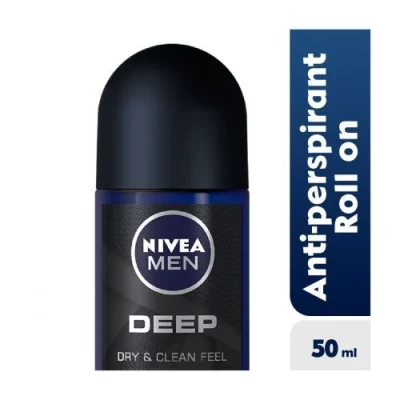 NIVEA
MEN
DEEP
DRY & CLEAN FEEL
Anti-perspirant
Roll on
50 ml